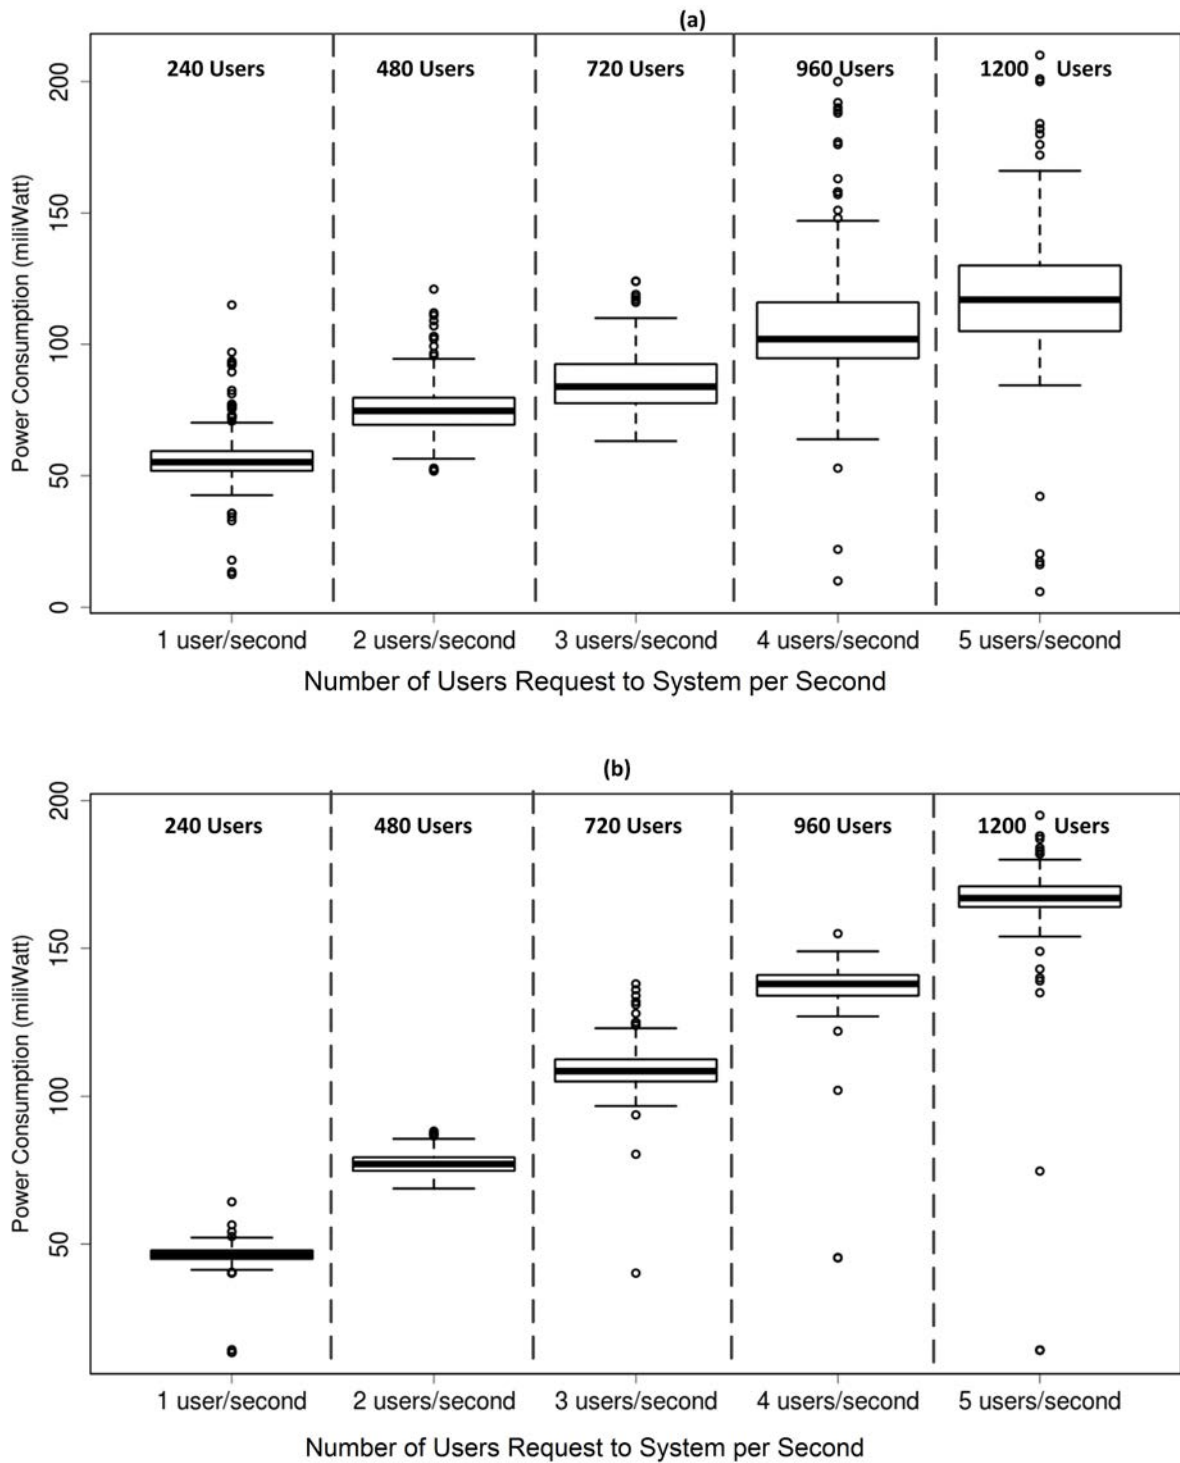 (a)
240 Users 480 Users 720 Users 960 Users 1200 Users
200
150
100
50
0
Power Consumption (miliWatt)
1 user/second 2 users/second 3 users/second 4 users/second 5 users/second
Number of Users Request to System per Second
(b)
240 Users 480 Users 720 Users 960 Users 1200 Users
200
150
100
50
Power Consumption (miliWatt)
1 user/second 2 users/second 3 users/second 4 users/second 5 users/second
Number of Users Request to System per Second